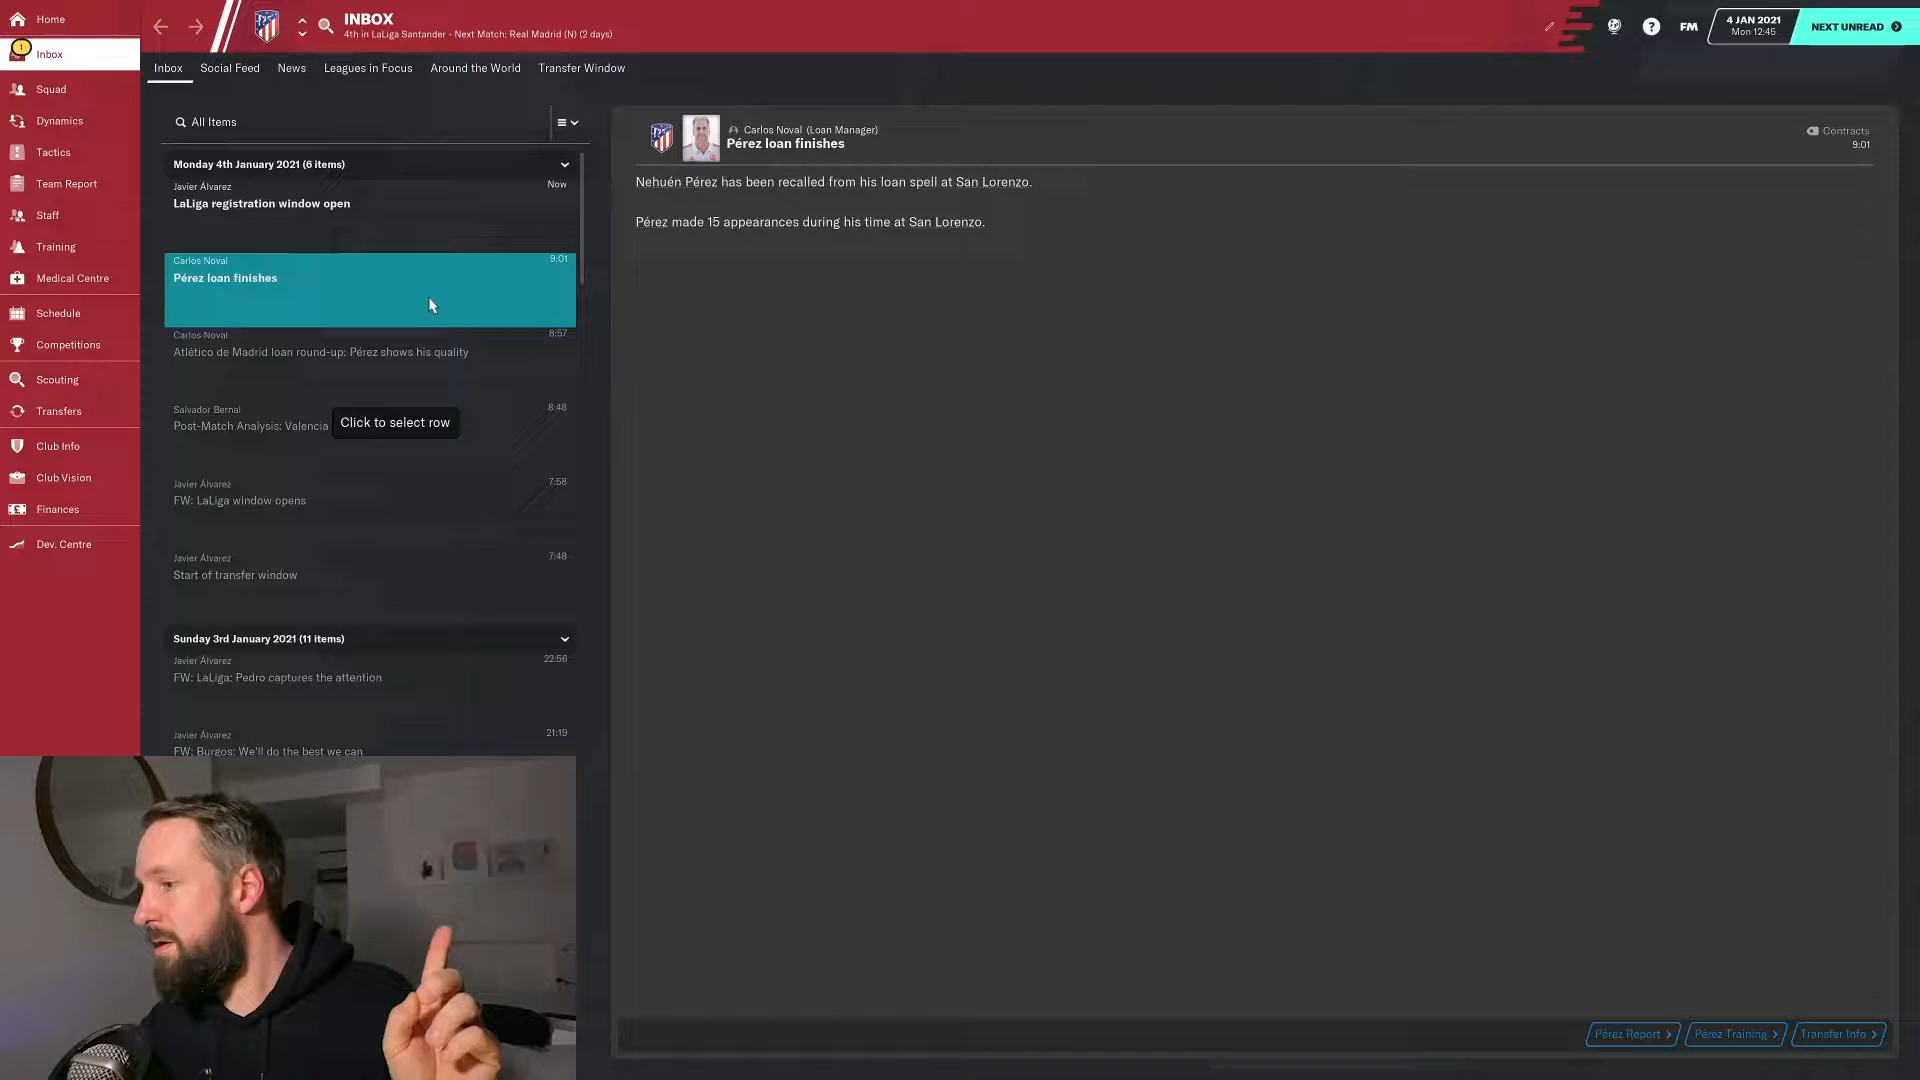 Home
1
Inbox
Squad
Dynamics
Tactics
Team Report
Staff
Training
Medical Centre
Schedule
Competitions
Scouting
Transfers
Club Info
Club Vision
Finances
Dev. Centre
INBOX
4th in LaLiga Santander - Next Match: Real Madrid (N) (2 days)
?
FM
4 JAN 2021
Mon 12:45
NEXT UNREAD
Inbox
Social Feed
News
Leagues in Focus
Around the World
Transfer Window
All Items
Monday 4th January 2021 (6 items)
Javier Álvarez
Now
LaLiga registration window open
Carlos Noval
9:01
Pérez loan finishes
Carlos Noval
8:57
Atlético de Madrid loan round-up: Pérez shows his quality
Salvador Bernal
8:48
Post-Match Analysis: Valencia
Click to select row
Javier Álvarez
7:58
FW: LaLiga window opens
Javier Álvarez
7:48
Start of transfer window
Sunday 3rd January 2021 (11 items)
Javier Álvarez
22:56
FW: LaLiga: Pedro captures the attention
Javier Álvarez
21:19
FW: Burgos: We'll do the best we can
Carlos Noval (Loan Manager)
Pérez loan finishes
Contracts
9:01
Nehuén Pérez has been recalled from his loan spell at San Lorenzo.
Pérez made 15 appearances during his time at San Lorenzo.
Pérez Report
Pérez Training
Transfer Info